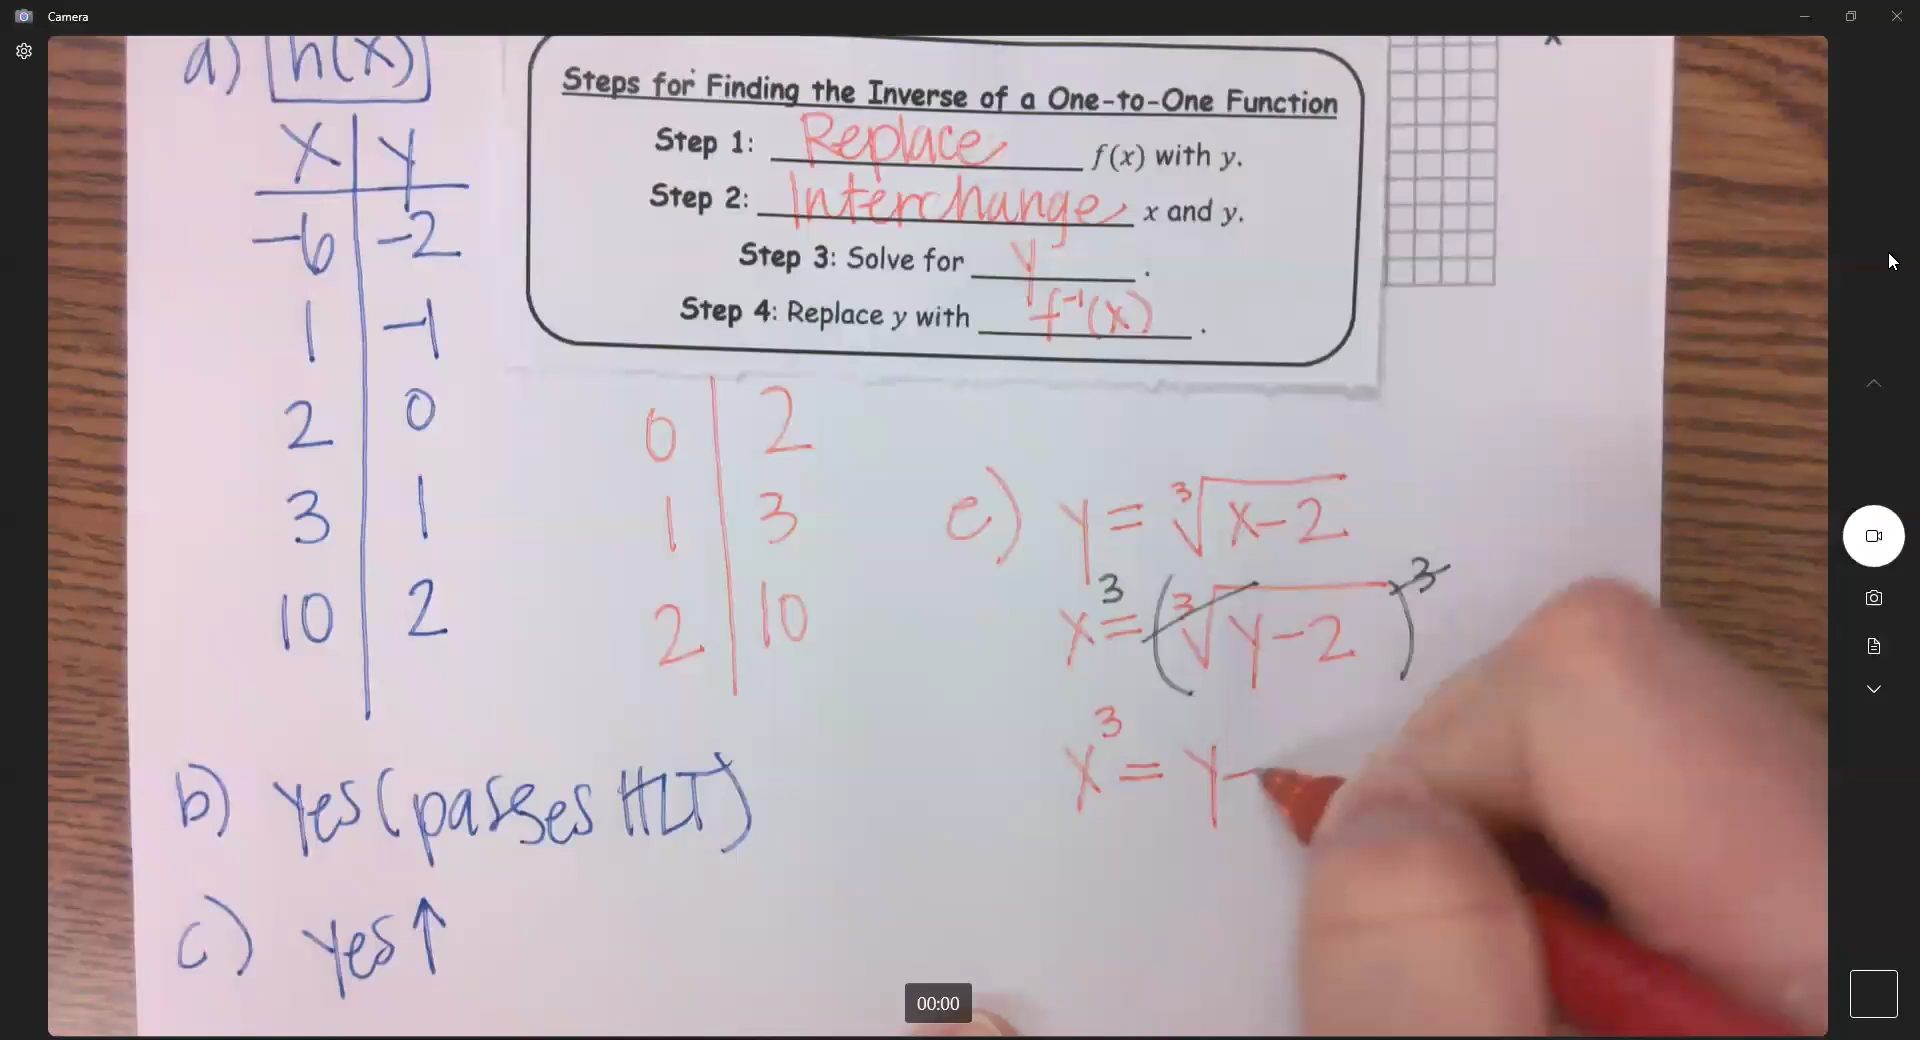 Camera
a) h(x)
x y
-6 -2
1 -1
2 0
3 1
10 2
b) yes (passes HLT)
c) yes ↑
Steps for Finding the Inverse of a One-to-One Function
Step 1: Replace f(x) with y.
Step 2: Interchange x and y.
Step 3: Solve for y.
Step 4: Replace y with f⁻¹(x).
0 2
1 3
2 10
e) y = ∛(x-2)
x³ = (∛(y-2))³
x³ = y-
00:00